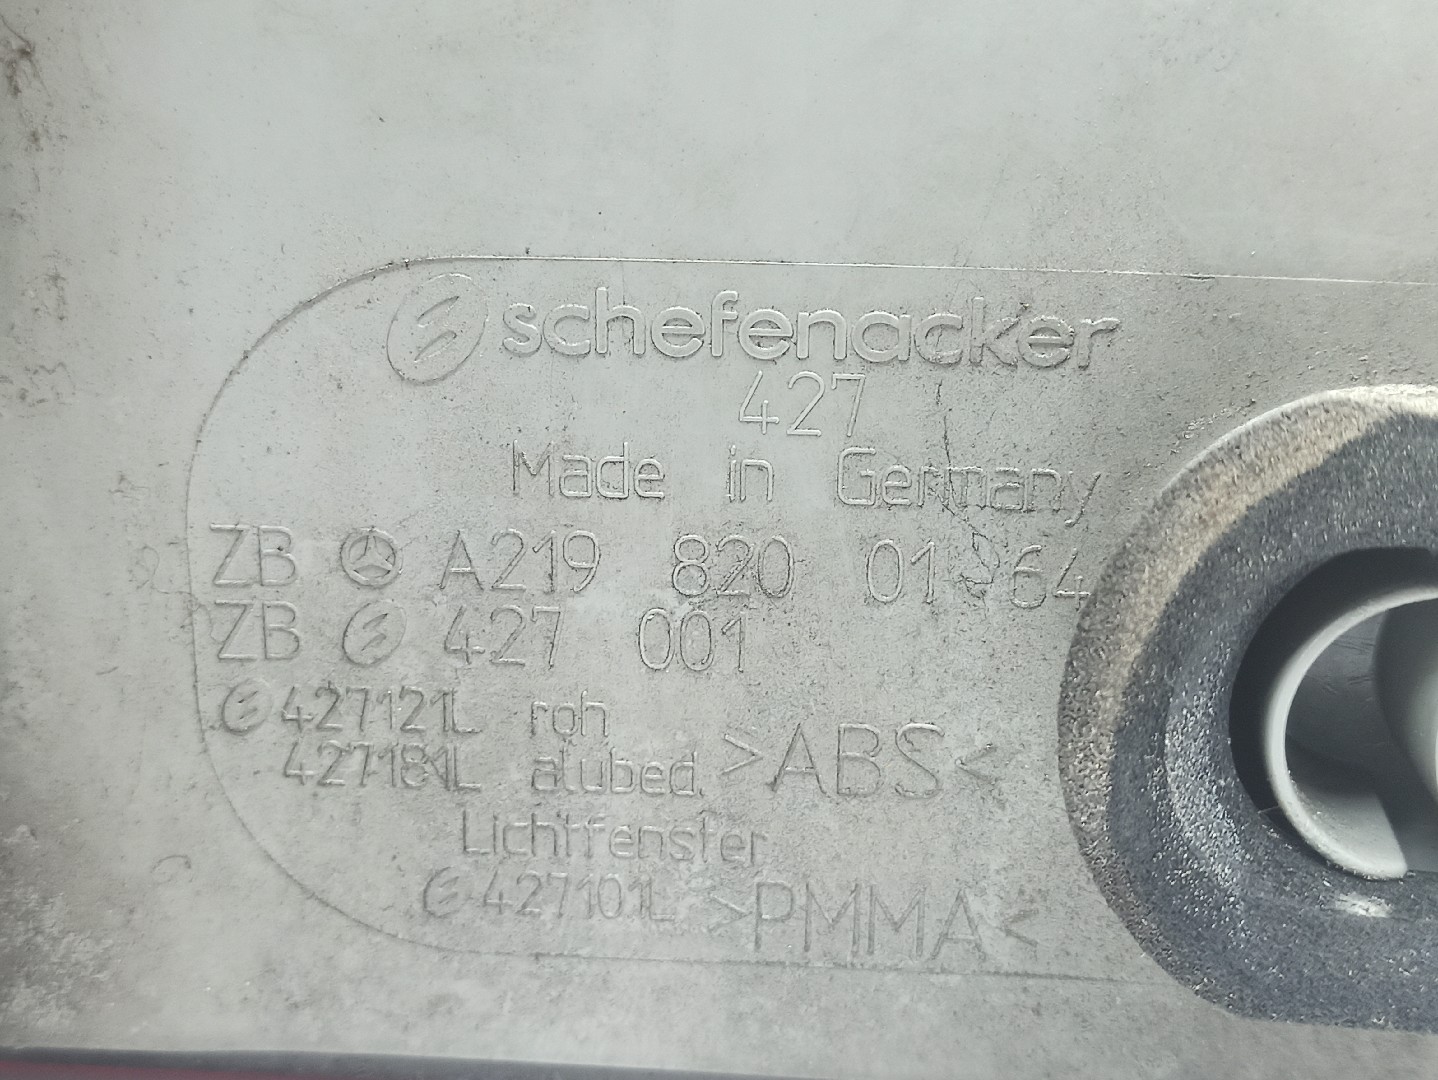 schefenacker
427
Made in Germany
ZB A219 820 01 64
ZB 427 001
427121L roh
427181L alubed. >ABS<
Lichtfenster
427101L >PMMA<